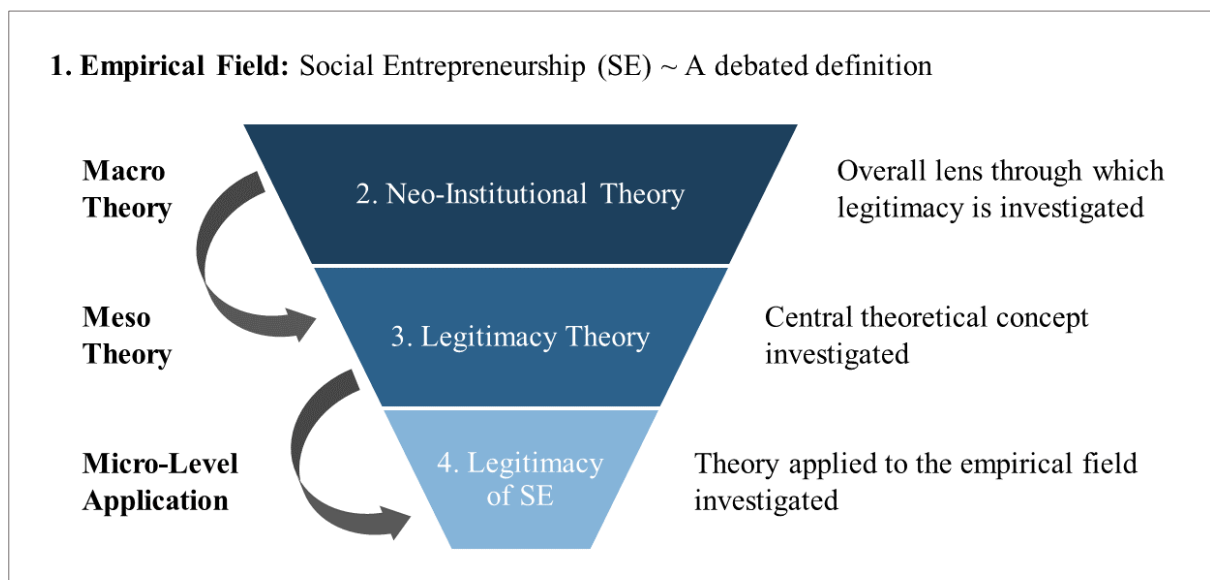 1. Empirical Field: Social Entrepreneurship (SE) ~ A debated definition
Macro
Theory
2. Neo-Institutional Theory
Overall lens through which
legitimacy is investigated
Meso
Theory
3. Legitimacy Theory
Central theoretical concept
investigated
Micro-Level
Application
4. Legitimacy
of SE
Theory applied to the empirical field
investigated